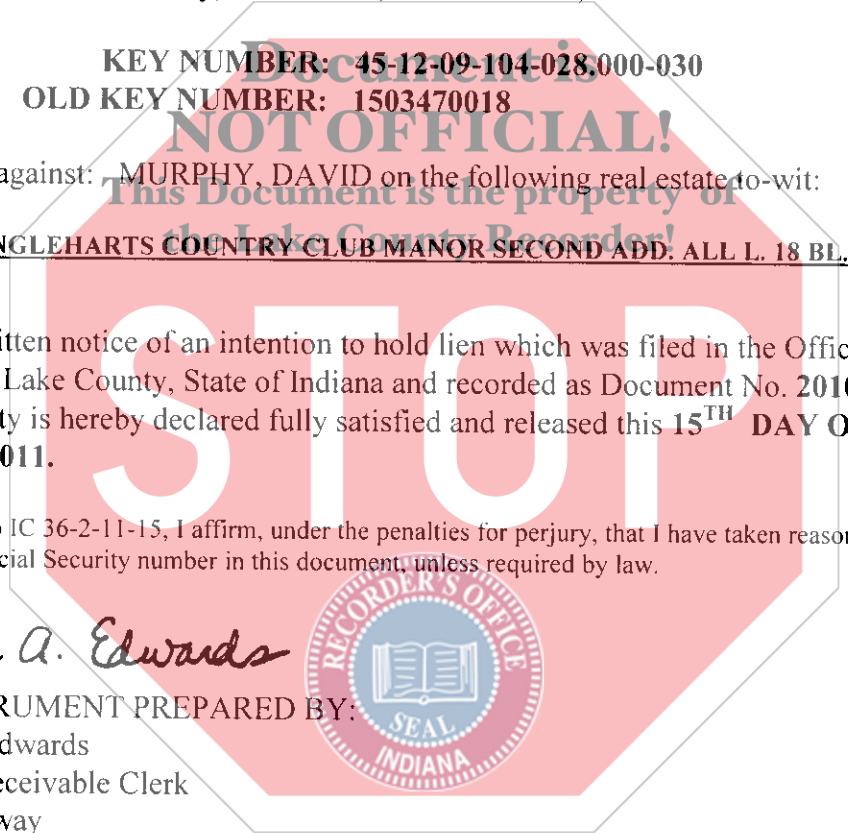 KEY NUMBER: 45-12-09-104-028.000-030
OLD KEY NUMBER: 1503470018
Document is
NOT OFFICIAL!
This Document is the property of
the Lake County Recorder!
against: MURPHY, DAVID on the following real estate to-wit:
NGLEHARTS COUNTRY CLUB MANOR SECOND ADD. ALL L. 18 BL.
itten notice of an intention to hold lien which was filed in the Offic
Lake County, State of Indiana and recorded as Document No. 2010
ty is hereby declared fully satisfied and released this 15TH DAY O
011.
STOP
IC 36-2-11-15, I affirm, under the penalties for perjury, that I have taken reason
cial Security number in this document, unless required by law.
A. Edwards
RUMENT PREPARED BY:
dwards
eceivable Clerk
way
RECORDER'S OFFICE
SEAL
INDIANA